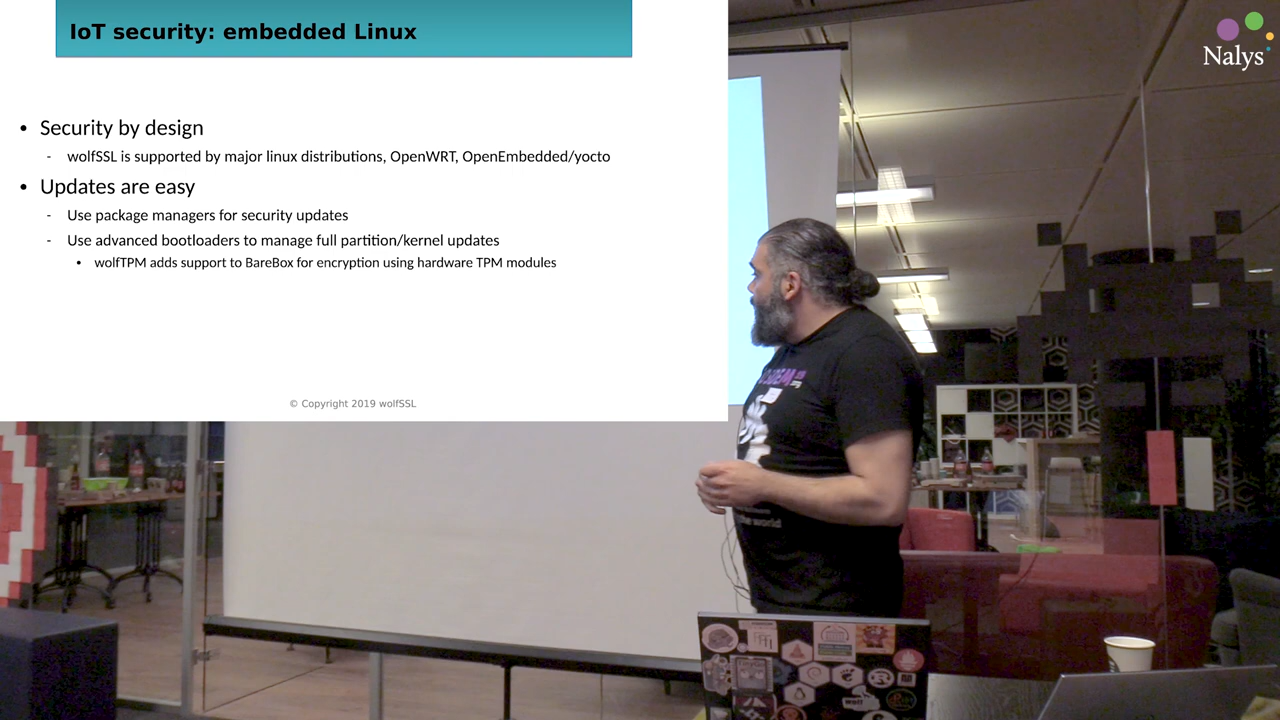 IoT security: embedded Linux
Nalys
• Security by design
- wolfSSL is supported by major linux distributions, OpenWRT, OpenEmbedded/yocto
• Updates are easy
- Use package managers for security updates
- Use advanced bootloaders to manage full partition/kernel updates
• wolfTPM adds support to BareBox for encryption using hardware TPM modules
© Copyright 2019 wolfSSL
world
wolf